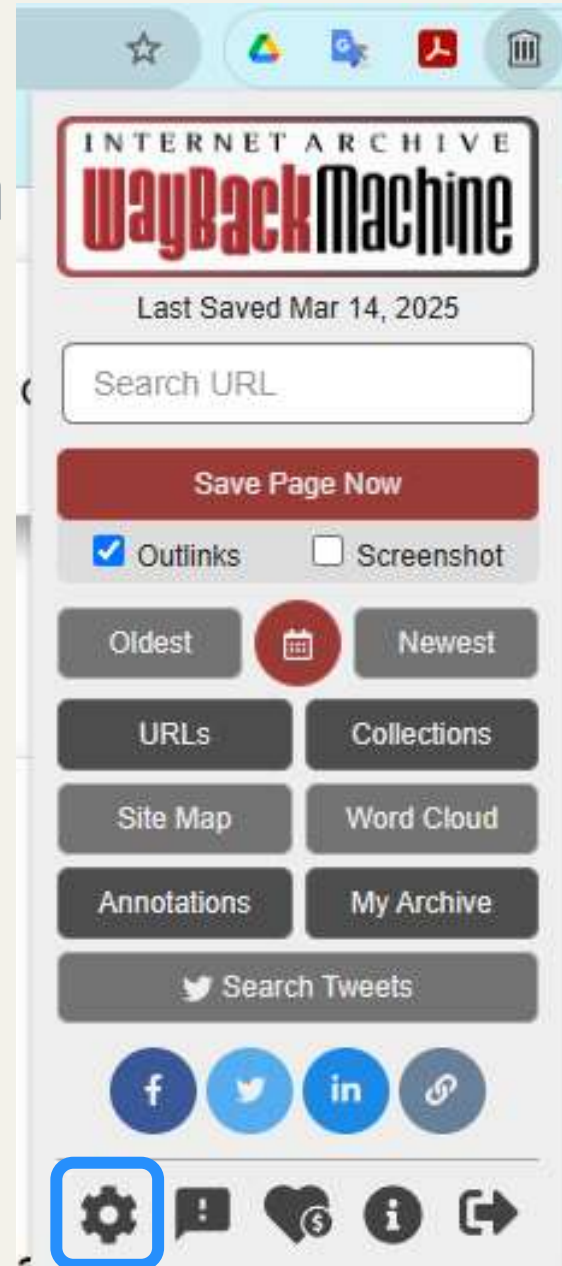 INTERNET ARCHIVE
WayBackMachine
Last Saved Mar 14, 2025
Search URL
Save Page Now
Outlinks Screenshot
Oldest Newest
URLs Collections
Site Map Word Cloud
Annotations My Archive
Search Tweets